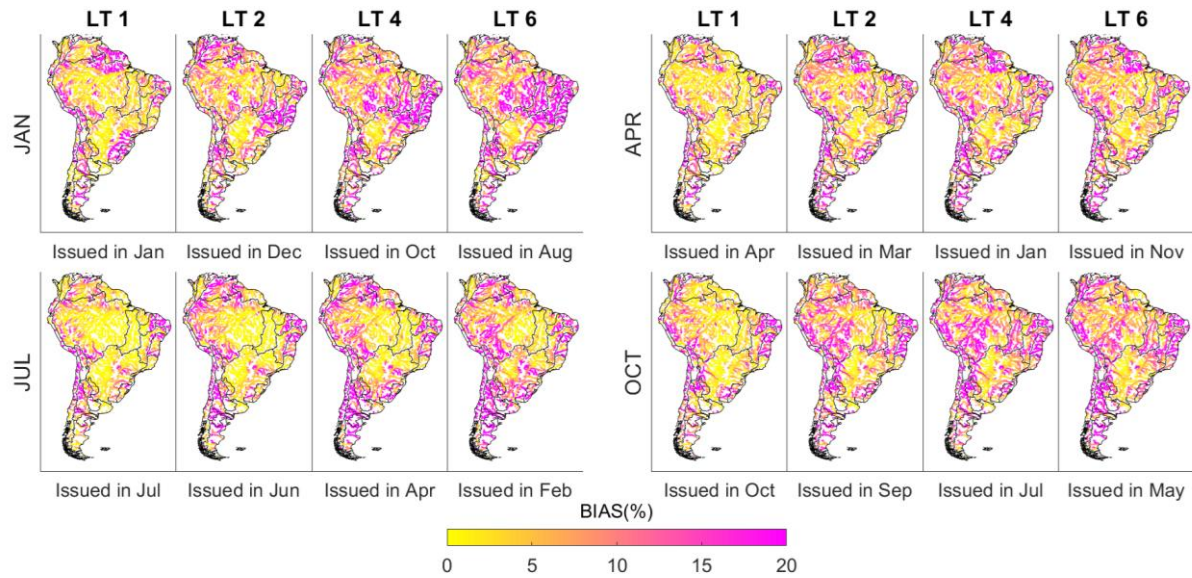 LT 1 LT 2 LT 4 LT 6 LT 1 LT 2 LT 4 LT 6
JAN APR
Issued in Jan Issued in Dec Issued in Oct Issued in Aug Issued in Apr Issued in Mar Issued in Jan Issued in Nov
JUL OCT
Issued in Jul Issued in Jun Issued in Apr Issued in Feb Issued in Oct Issued in Sep Issued in Jul Issued in May
BIAS(%)
0 5 10 15 20